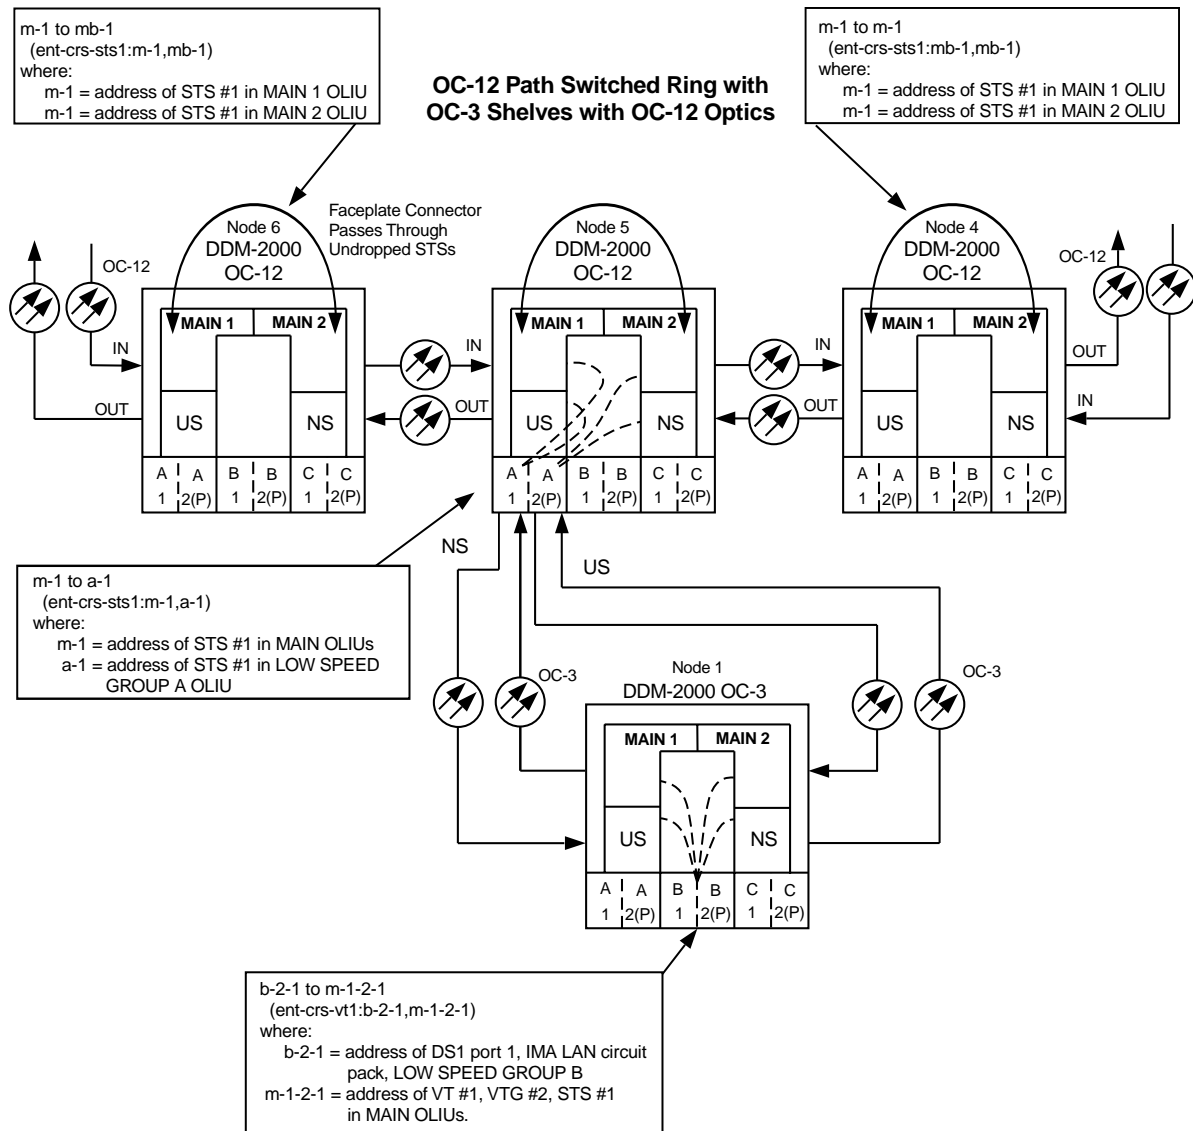 m-1 to mb-1
(ent-crs-sts1:m-1,mb-1)
where:
m-1 = address of STS #1 in MAIN 1 OLIU
m-1 = address of STS #1 in MAIN 2 OLIU
OC-12 Path Switched Ring with
OC-3 Shelves with OC-12 Optics
m-1 to m-1
(ent-crs-sts1:mb-1,mb-1)
where:
m-1 = address of STS #1 in MAIN 1 OLIU
m-1 = address of STS #1 in MAIN 2 OLIU
Faceplate Connector
Passes Through
Undropped STSs
OC-12
Node 6
DDM-2000
OC-12
MAIN 1 MAIN 2
IN
OUT
US
NS
A A B B C C
1 2(P) 1 2(P) 1 2(P)
IN
OUT
Node 5
DDM-2000
OC-12
MAIN 1 MAIN 2
US
NS
A A B B C C
1 2(P) 1 2(P) 1 2(P)
IN
OUT
Node 4
DDM-2000
OC-12
MAIN 1 MAIN 2
US
NS
A A B B C C
1 2(P) 1 2(P) 1 2(P)
OC-12
OUT
IN
NS
US
m-1 to a-1
(ent-crs-sts1:m-1,a-1)
where:
m-1 = address of STS #1 in MAIN OLIUs
a-1 = address of STS #1 in LOW SPEED
GROUP A OLIU
OC-3
OC-3
Node 1
DDM-2000 OC-3
MAIN 1 MAIN 2
US
NS
A A B B C C
1 2(P) 1 2(P) 1 2(P)
b-2-1 to m-1-2-1
(ent-crs-vt1:b-2-1,m-1-2-1)
where:
b-2-1 = address of DS1 port 1, IMA LAN circuit
pack, LOW SPEED GROUP B
m-1-2-1 = address of VT #1, VTG #2, STS #1
in MAIN OLIUs.